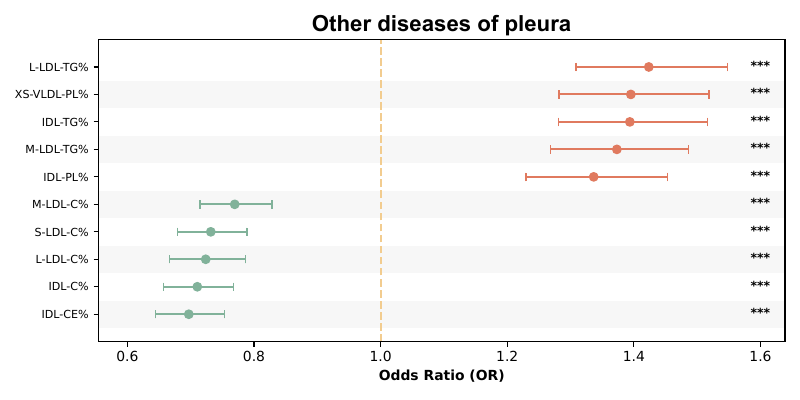 Other diseases of pleura
L-LDL-TG% ***
XS-VLDL-PL% ***
IDL-TG% ***
M-LDL-TG% ***
IDL-PL% ***
M-LDL-C% ***
S-LDL-C% ***
L-LDL-C% ***
IDL-C% ***
IDL-CE% ***
0.6 0.8 1.0 1.2 1.4 1.6
Odds Ratio (OR)